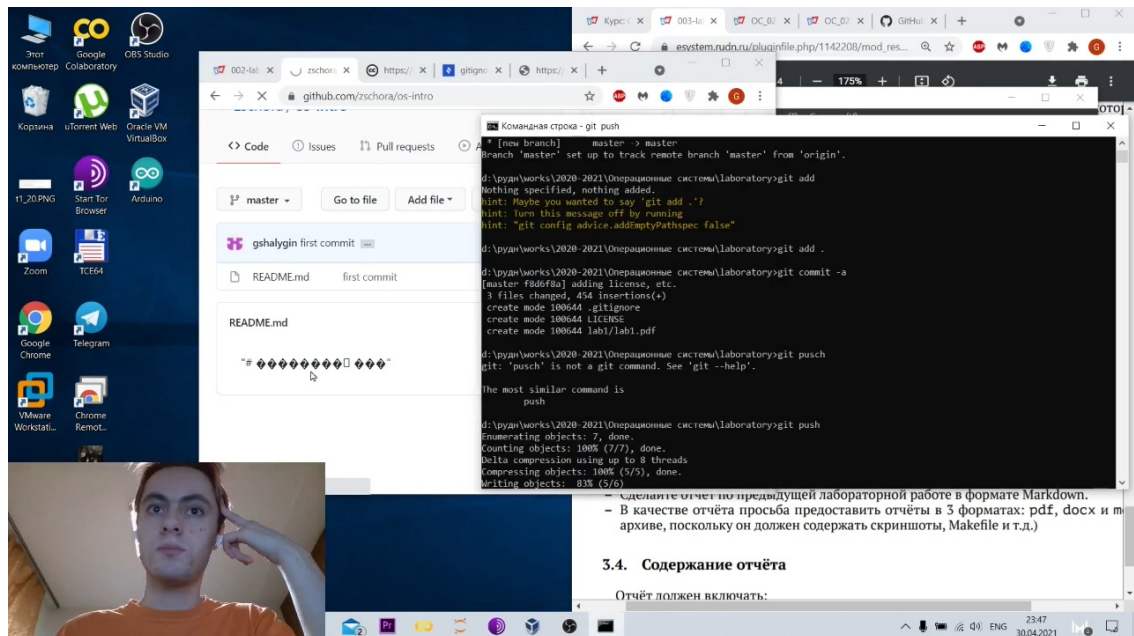 Этот компьютер
Google Colaboratory
OBS Studio
Корзина
uTorrent Web
Oracle VM VirtualBox
t1_20.PNG
Start Tor Browser
Arduino
Zoom
TCE64
Google Chrome
Telegram
VMware Workstati...
Chrome Remot...
Курс: 003-lab OC_02 OC_02 GitHub
esystem.rudn.ru/pluginfile.php/1142208/mod_res...
175%
002-lab zschora https:// gitigno https://
github.com/zschora/os-intro
Code Issues Pull requests
master Go to file Add file
gshalygin first commit
README.md first commit
README.md
"# ��������� ���"
Командная строка - git push
* [new branch] master -> master
Branch 'master' set up to track remote branch 'master' from 'origin'.
d:\рудн\works\2020-2021\Операционные системы\laboratory>git add
Nothing specified, nothing added.
hint: Maybe you wanted to say 'git add .'?
hint: Turn this message off by running
hint: "git config advice.addEmptyPathspec false"
d:\рудн\works\2020-2021\Операционные системы\laboratory>git add .
d:\рудн\works\2020-2021\Операционные системы\laboratory>git commit -a
[master f8d6f8a] adding license, etc.
3 files changed, 454 insertions(+)
create mode 100644 .gitignore
create mode 100644 LICENSE
create mode 100644 lab1/lab1.pdf
d:\рудн\works\2020-2021\Операционные системы\laboratory>git pusch
git: 'pusch' is not a git command. See 'git --help'.
The most similar command is
push
d:\рудн\works\2020-2021\Операционные системы\laboratory>git push
Enumerating objects: 7, done.
Counting objects: 100% (7/7), done.
Delta compression using up to 8 threads
Compressing objects: 100% (5/5), done.
Writing objects: 83% (5/6)
– Сделайте отчёт по предыдущей лабораторной работе в формате Markdown.
– В качестве отчёта просьба предоставить отчёты в 3 форматах: pdf, docx и m
архиве, поскольку он должен содержать скриншоты, Makefile и т.д.)
3.4. Содержание отчёта
Отчёт должен включать:
ENG
23:47
30.04.2021